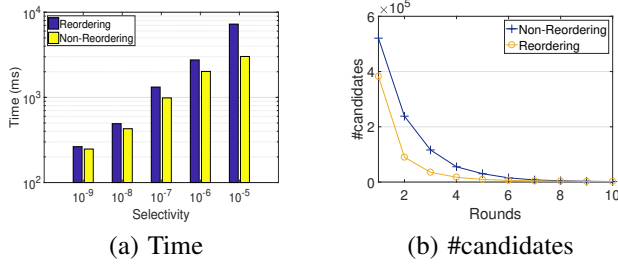 10^4
Reordering
Non-Reordering
Time (ms)
10^3
10^2
10^-9 10^-8 10^-7 10^-6 10^-5
Selectivity
(a) Time
×10^5
6
Non-Reordering
Reordering
#candidates
4
2
0
2 4 6 8 10
Rounds
(b) #candidates